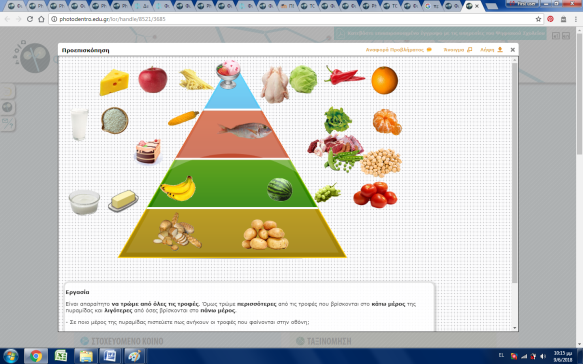 photodentro.edu.gr/lor/handle/8521/3685
Προεπισκόπηση
Αναφορά Προβλήματος
Άνοιγμα
Λήψη
Εργασία
Είναι απαραίτητο να τρώμε από όλες τις τροφές. Όμως τρώμε περισσότερες από τις τροφές που βρίσκονται στο κάτω μέρος της
πυραμίδας και λιγότερες από όσες βρίσκονται στο πάνω μέρος.
- Σε ποιο μέρος της πυραμίδας πιστεύετε πως ανήκουν οι τροφές που φαίνονται στην οθόνη;
ΣΤΟΧΕΥΟΜΕΝΟ ΚΟΙΝΟ
ΤΑΞΙΝΟΜΗΣΗ
EL
10:15 μμ
9/6/2018